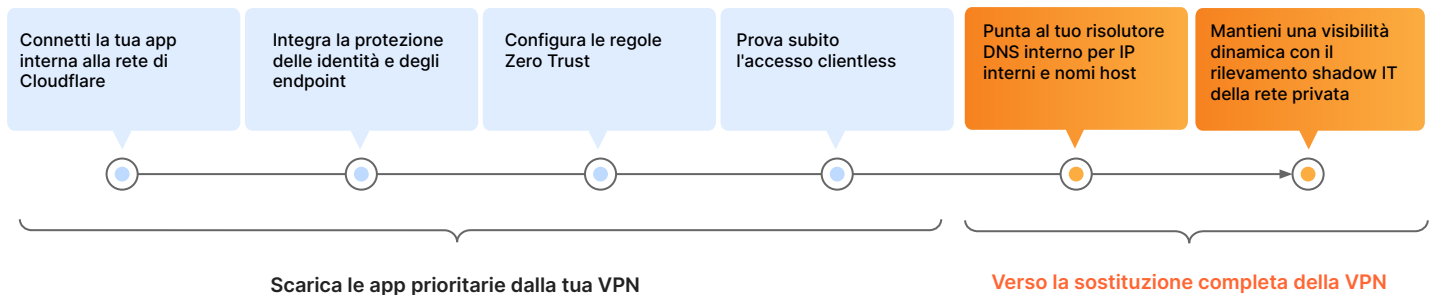 Connetti la tua app
interna alla rete di
Cloudflare
Integra la protezione
delle identità e degli
endpoint
Configura le regole
Zero Trust
Prova subito
l'accesso clientless
Punta al tuo risolutore
DNS interno per IP
interni e nomi host
Mantieni una visibilità
dinamica con il
rilevamento shadow IT
della rete privata
Scarica le app prioritarie dalla tua VPN
Verso la sostituzione completa della VPN